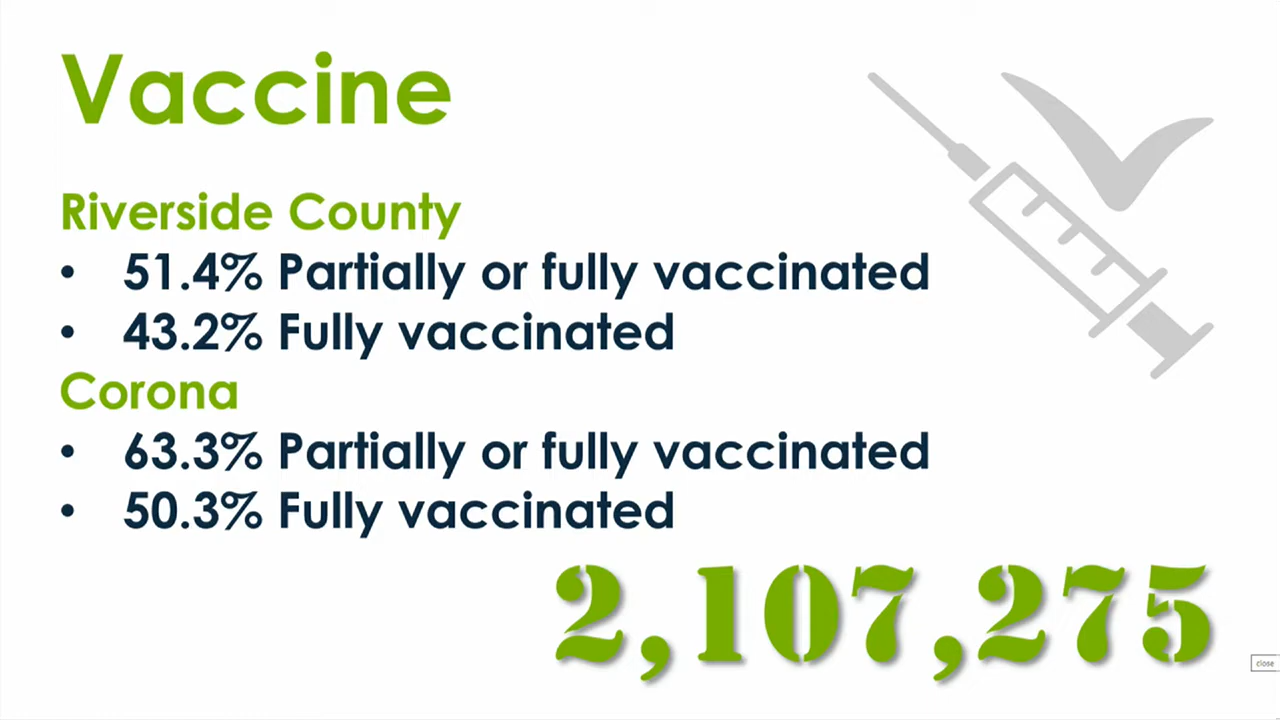 Vaccine
Riverside County
• 51.4% Partially or fully vaccinated
• 43.2% Fully vaccinated
Corona
• 63.3% Partially or fully vaccinated
• 50.3% Fully vaccinated
2,107,275
close